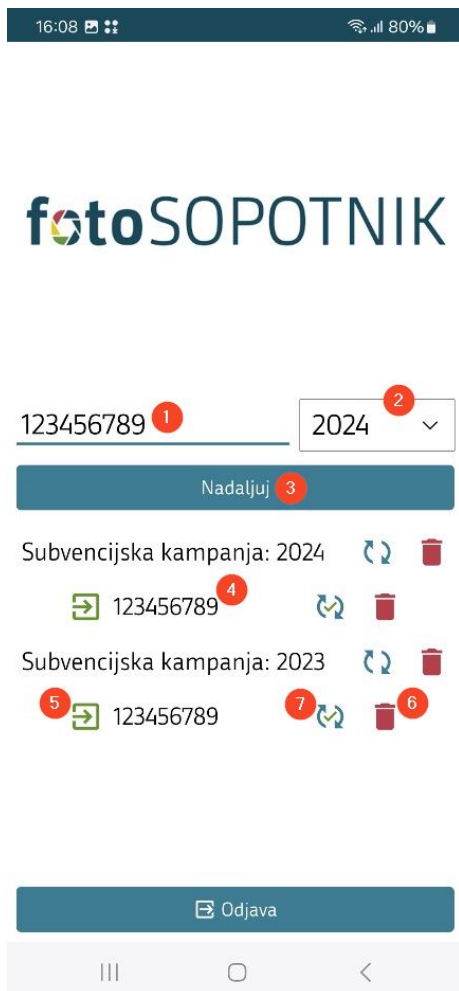 16:08 80%
fotoSOPOTNIK
123456789 1 2024 2
Nadaljuj 3
Subvencijska kampanja: 2024
123456789 4
Subvencijska kampanja: 2023
5 123456789 7 6
Odjava